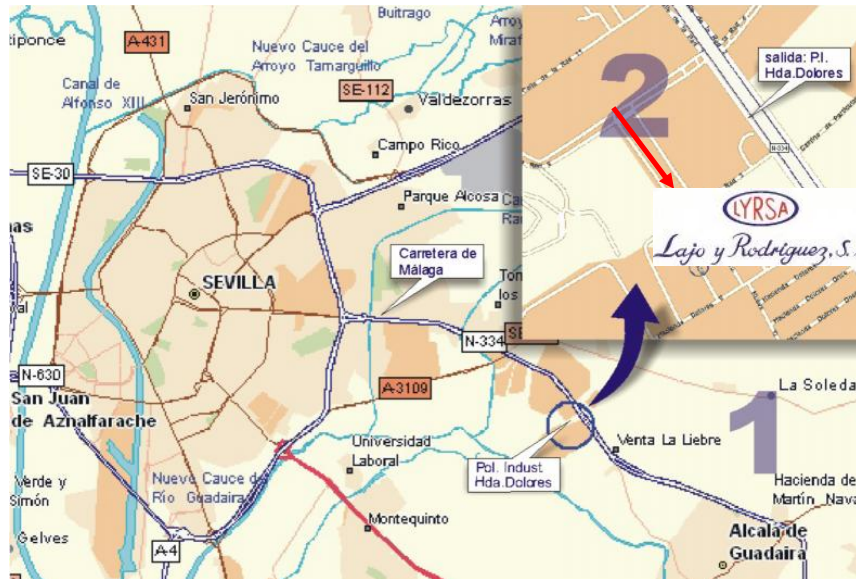 Buitrago
A-431
Nuevo Cauce del
Arroyo Tamarguillo
Canal de
Alfonso XIII
San Jerónimo
SE-112
Valdezorras
Campo Rico
SE-30
Parque Alcosa
Carretera de
Málaga
SEVILLA
N-334
N-630
A-3109
San Juan
de Aznalfarache
Universidad
Laboral
Pol. Indust
Hda.Dolores
Venta La Liebre
La Soleda
1
Nuevo Cauce de
Río Guadaira
Verde y
Simón
Gelves
A-4
Montequinto
Hacienda de
Martín Nava
Alcalá de
Guadaira
2
salida: P.I.
Hda.Dolores
N-334
LYRSA
Lajo y Rodríguez, S.